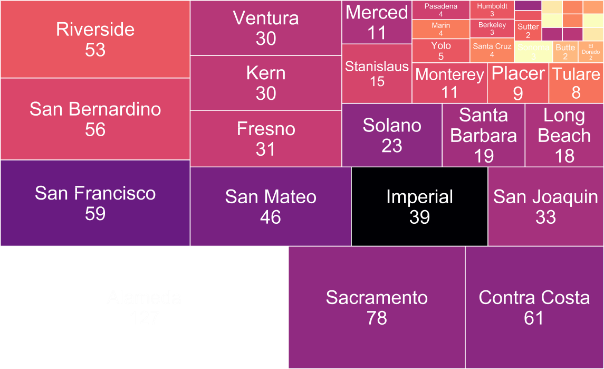 Riverside
53
San Bernardino
56
San Francisco
59
Ventura
30
Kern
30
Fresno
31
San Mateo
46
Merced
11
Stanislaus
15
Pasadena
4
Marin
4
Yolo
5
Humboldt
3
Berkeley
3
Santa Cruz
4
Sutter
2
Butte
2
El
Dorado
2
Monterey
11
Placer
9
Tulare
8
Solano
23
Santa
Barbara
19
Long
Beach
18
Imperial
39
San Joaquin
33
Sacramento
78
Contra Costa
61